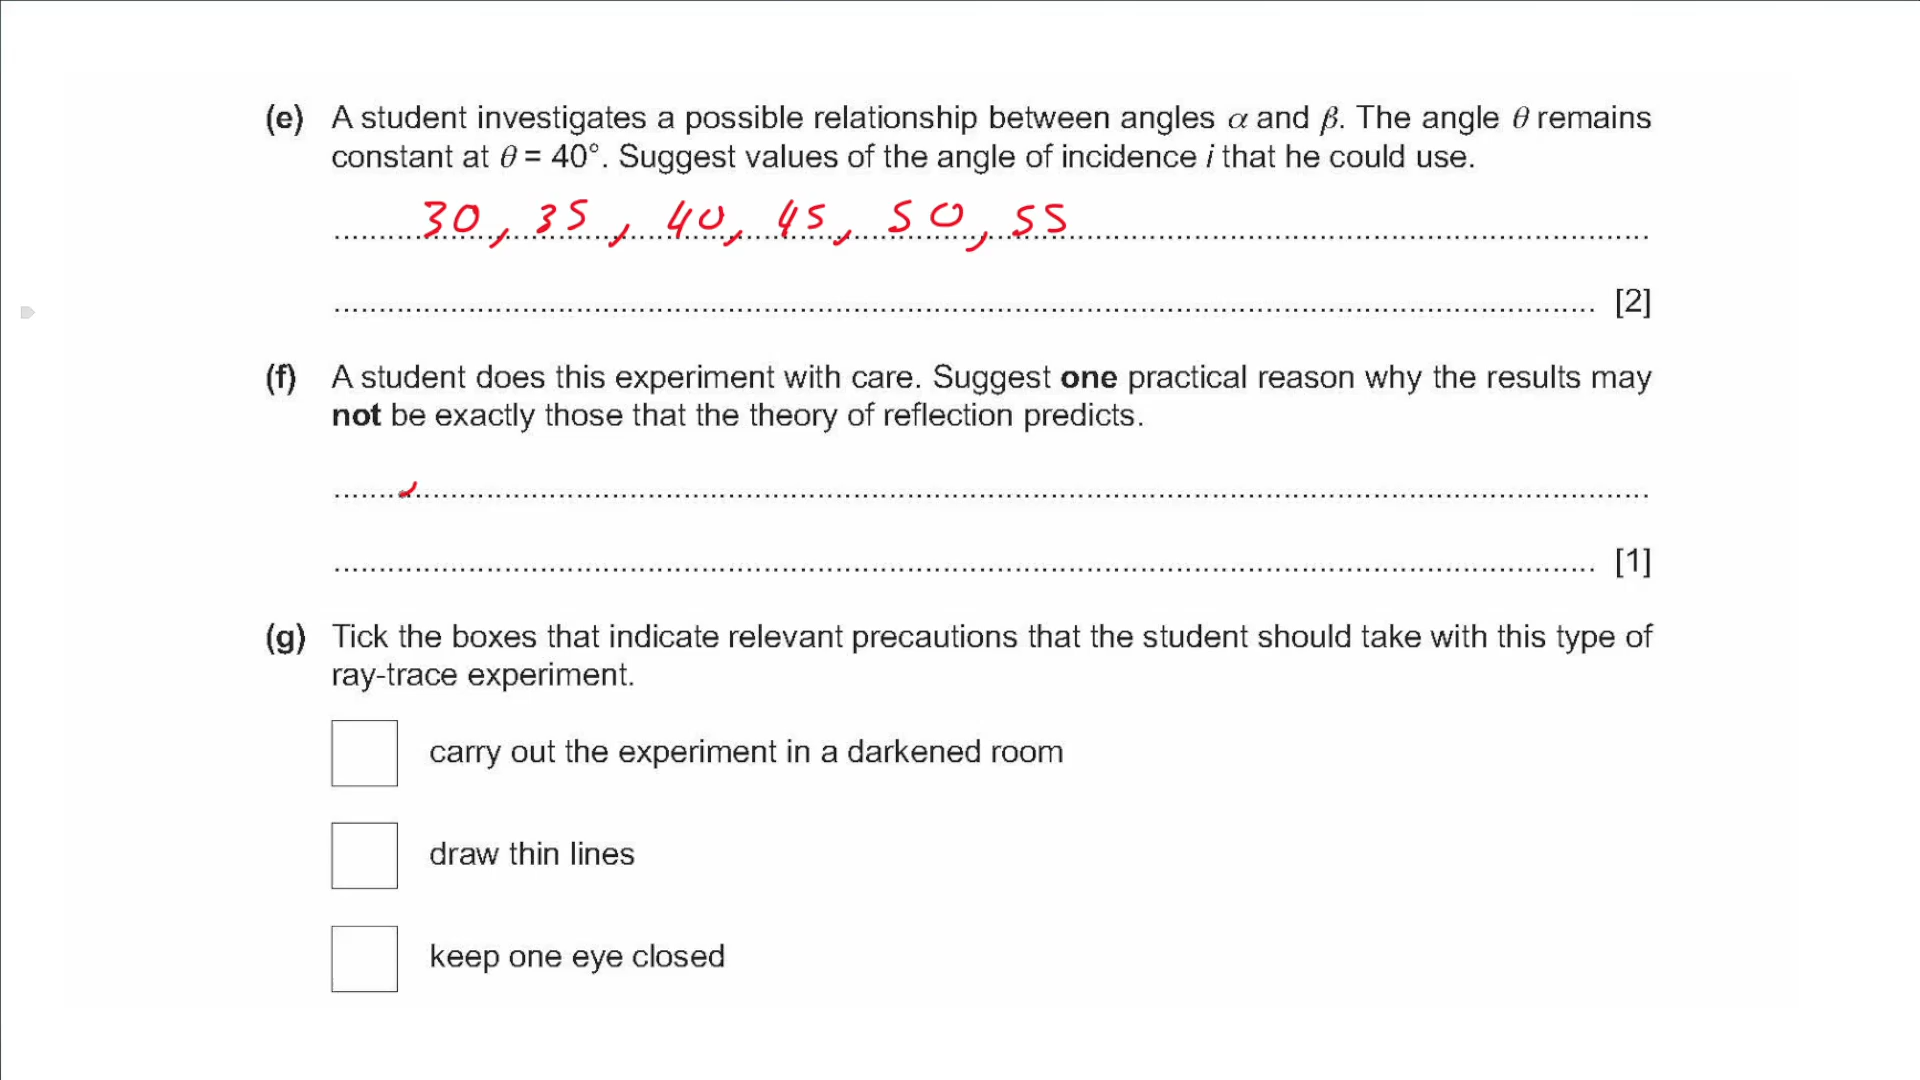 (e) A student investigates a possible relationship between angles α and β. The angle θ remains
constant at θ = 40°. Suggest values of the angle of incidence i that he could use.
30, 35, 40, 45, 50, 55
[2]
(f) A student does this experiment with care. Suggest one practical reason why the results may
not be exactly those that the theory of reflection predicts.
[1]
(g) Tick the boxes that indicate relevant precautions that the student should take with this type of
ray-trace experiment.
carry out the experiment in a darkened room
draw thin lines
keep one eye closed